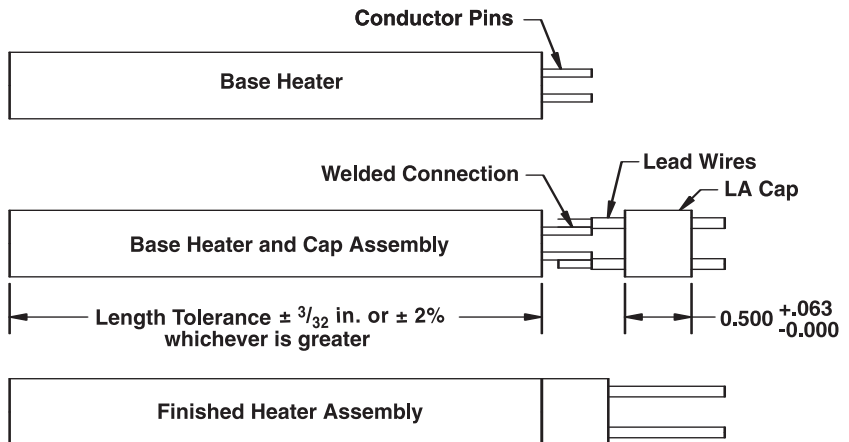 Conductor Pins
Base Heater
Welded Connection
Lead Wires
LA Cap
Base Heater and Cap Assembly
Length Tolerance ± 3/32 in. or ± 2%
whichever is greater
0.500 +.063
-0.000
Finished Heater Assembly